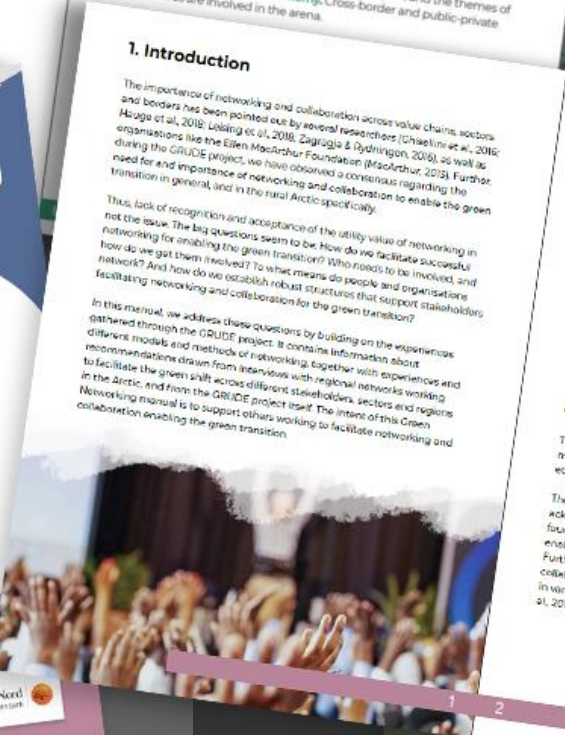 the themes of
are involved in the arena. Cross-border and public-private
1. Introduction
The importance of networking and collaboration across value chains, sectors
and borders has been pointed out by several researchers (Ghisellini et al., 2016;
Hauge et al., 2019; Leising et al., 2018, Zagragja & Rydningen, 2016), as well as
organisations like the Ellen MacArthur Foundation (MacArthur, 2015). Further,
during the GRUDE project, we have observed a consensus regarding the
need for and importance of networking and collaboration to enable the green
transition in general, and in the rural Arctic specifically.
Thus, lack of recognition and acceptance of the utility value of networking in
not the issue. The big questions seem to be: How do we facilitate successful
networking for enabling the green transition? Who needs to be involved, and
how do we get them involved? To what means do people and organisations
network? And how do we establish robust structures that support stakeholders
facilitating networking and collaboration for the green transition?
In this manual, we address these questions by building on the experiences
gathered through the GRUDE project. It contains information about
different models and methods of networking, together with experiences and
recommendations drawn from interviews with regional networks working
to facilitate the green shift across different stakeholders, sectors and regions
in the Arctic, and from the GRUDE project itself. The intent of this Green
Networking manual is to support others working to facilitate networking and
collaboration enabling the green transition.
1 2
Nord